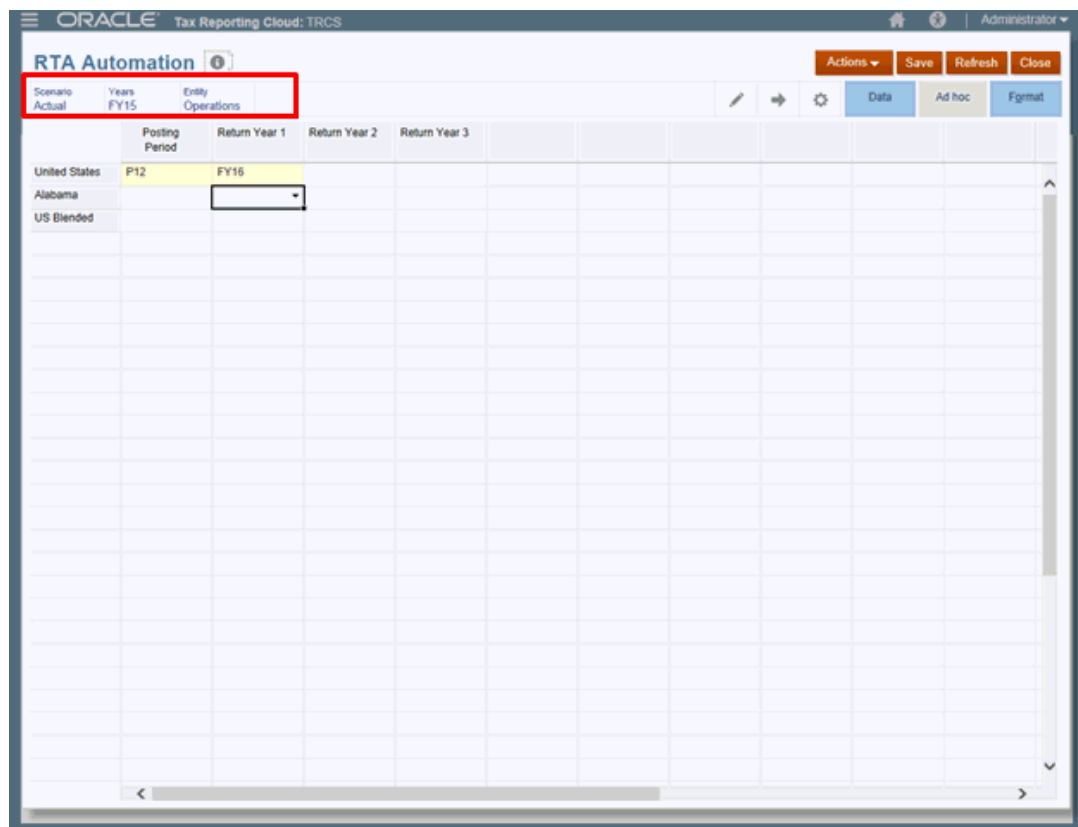 ORACLE® Tax Reporting Cloud: TRCS Administrator
RTA Automation
Actions Save Refresh Close
Scenario Years Entity
Actual FY15 Operations
Data Ad hoc Format
Posting Period Return Year 1 Return Year 2 Return Year 3
United States P12 FY16
Alabama
US Blended